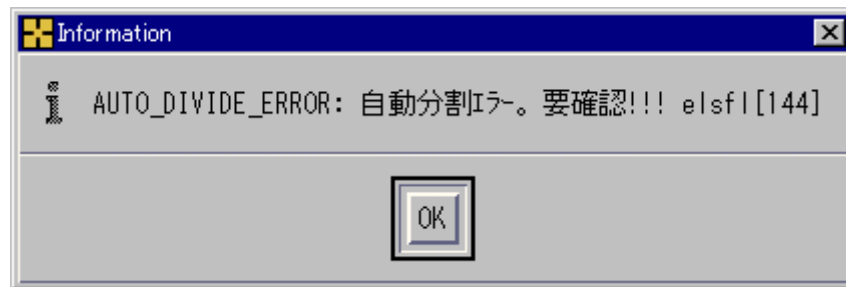 Information
AUTO_DIVIDE_ERROR: 自動分割ｴﾗｰ。要確認!!! elsfl[144]
OK